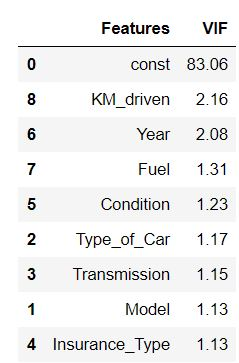 Features VIF
0 const 83.06
8 KM_driven 2.16
6 Year 2.08
7 Fuel 1.31
5 Condition 1.23
2 Type_of_Car 1.17
3 Transmission 1.15
1 Model 1.13
4 Insurance_Type 1.13